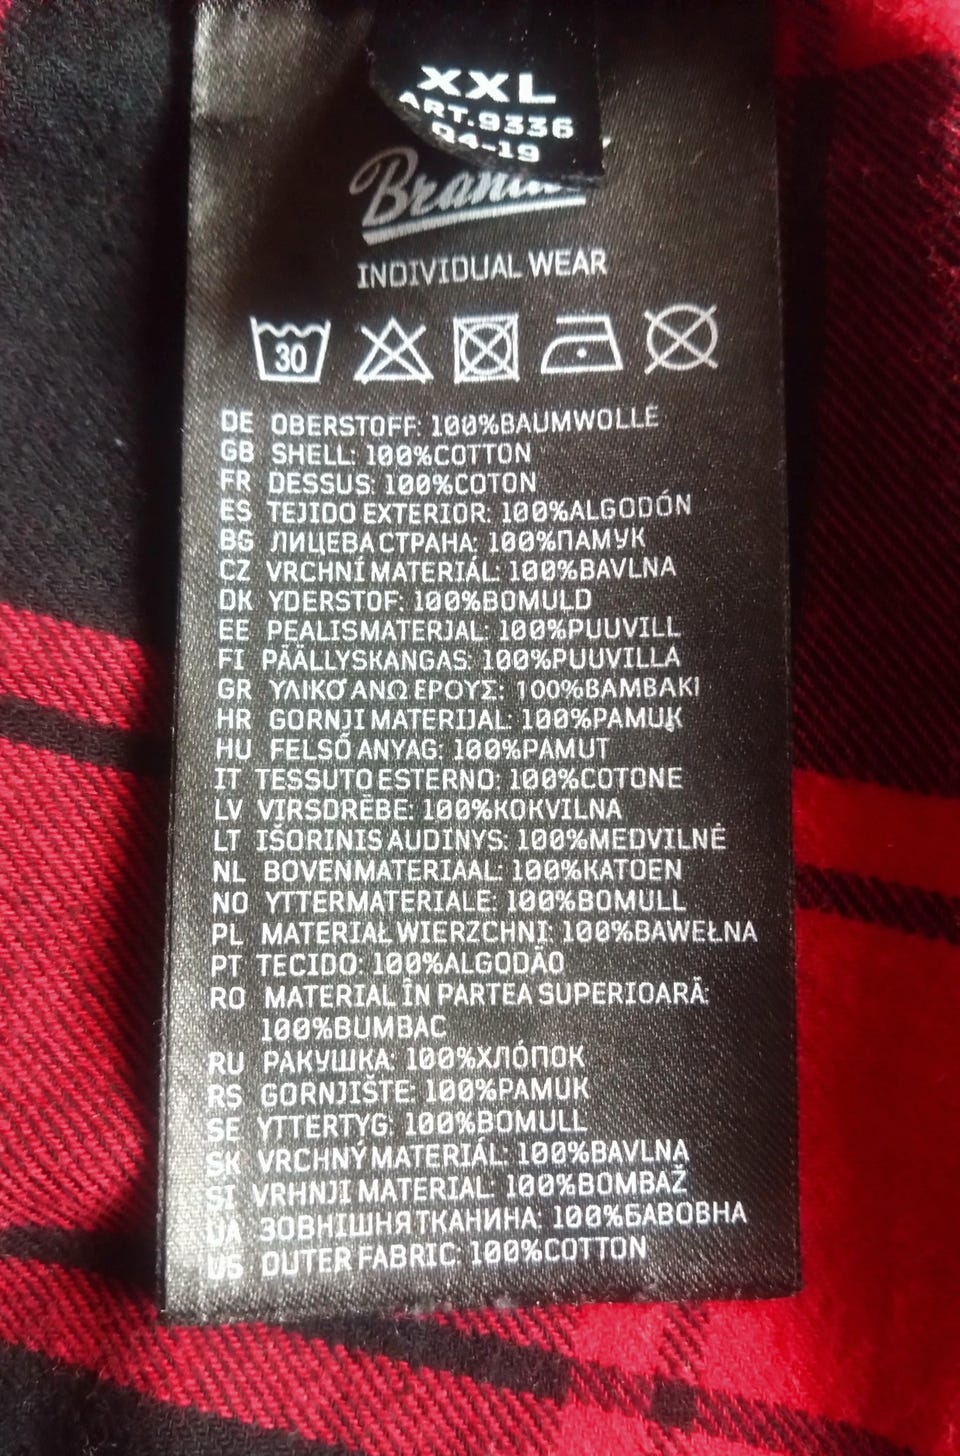 XXL
ART.9336
04-19
INDIVIDUAL WEAR
30
DE OBERSTOFF: 100%BAUMWOLLE
GB SHELL: 100%COTTON
FR DESSUS: 100%COTON
ES TEJIDO EXTERIOR: 100%ALGODÓN
BG ЛИЦЕВА СТРАНА: 100%ПАМУК
CZ VRCHNÍ MATERIÁL: 100%BAVLNA
DK YDERSTOF: 100%BOMULD
EE PEALISMATERJAL: 100%PUUVILL
FI PÄÄLLYSKANGAS: 100%PUUVILLA
GR ΥΛΙΚΟ ΑΝΩ ΕΡΟΥΣ: 100%BAMBAKI
HR GORNJI MATERIJAL: 100%PAMUK
HU FELSŐ ANYAG: 100%PAMUT
IT TESSUTO ESTERNO: 100%COTONE
LV VIRSDRĒBE: 100%KOKVILNA
LT IŠORINIS AUDINYS: 100%MEDVILNĖ
NL BOVENMATERIAAL: 100%KATOEN
NO YTTERMATERIALE: 100%BOMULL
PL MATERIAŁ WIERZCHNI: 100%BAWEŁNA
PT TECIDO: 100%ALGODÃO
RO MATERIAL ÎN PARTEA SUPERIOARĂ:
100%BUMBAC
RU РАКУШКА: 100%ХЛÓПОК
RS GORNJIŠTE: 100%PAMUK
SE YTTERTYG: 100%BOMULL
SK VRCHNÝ MATERIÁL: 100%BAVLNA
SI VRHNJI MATERIAL: 100%BOMBAŽ
UA ЗОВНІШНЯ ТКАНИНА: 100%БАВОВНА
US OUTER FABRIC: 100%COTTON